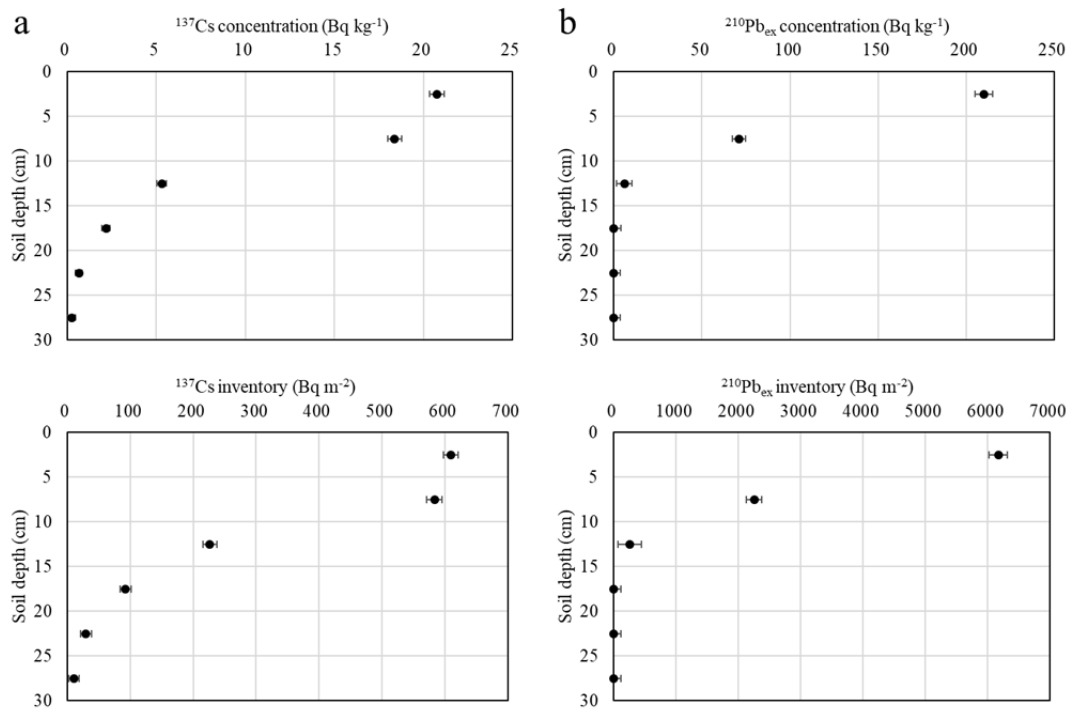 a
¹³⁷Cs concentration (Bq kg⁻¹)
0 5 10 15 20 25
0
5
10
15
20
25
30
Soil depth (cm)
b
²¹⁰Pbₑₓ concentration (Bq kg⁻¹)
0 50 100 150 200 250
0
5
10
15
20
25
30
Soil depth (cm)
¹³⁷Cs inventory (Bq m⁻²)
0 100 200 300 400 500 600 700
0
5
10
15
20
25
30
Soil depth (cm)
²¹⁰Pbₑₓ inventory (Bq m⁻²)
0 1000 2000 3000 4000 5000 6000 7000
0
5
10
15
20
25
30
Soil depth (cm)